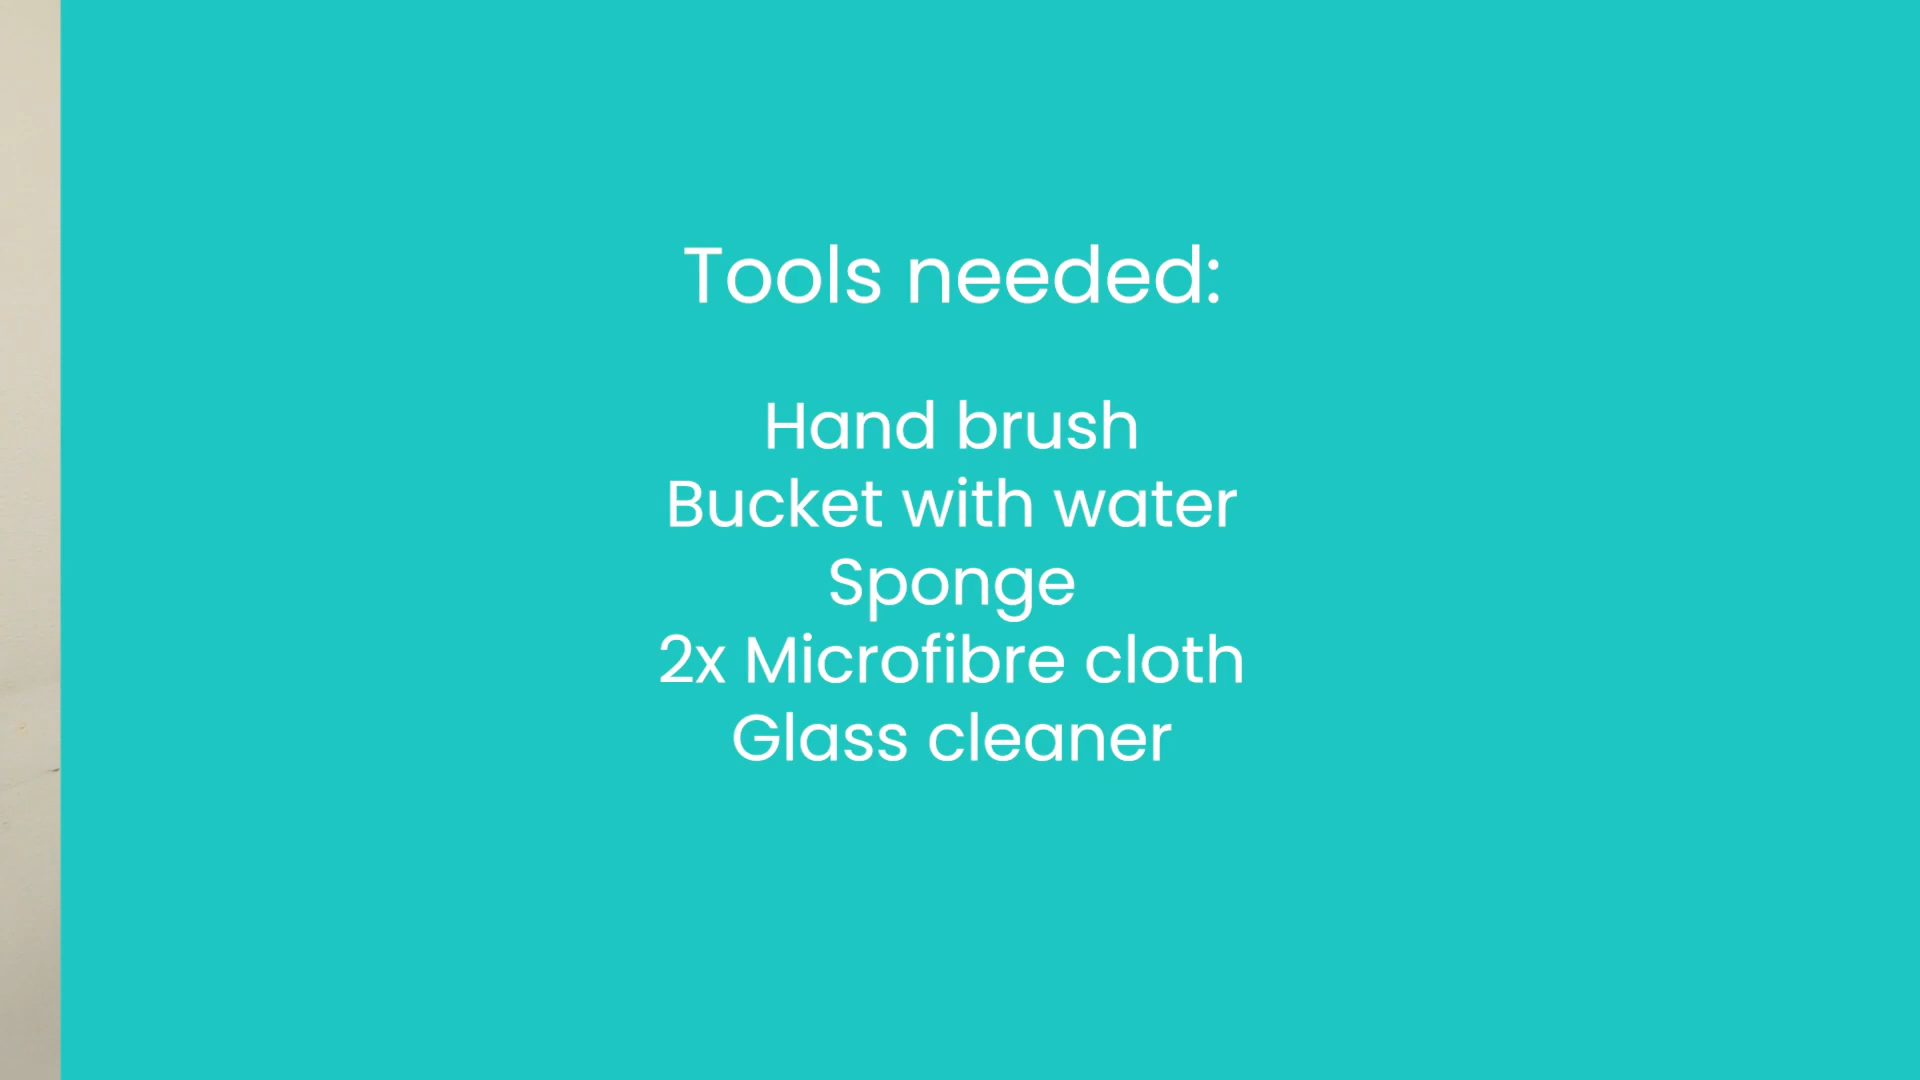 Tools needed:
Hand brush
Bucket with water
Sponge
2x Microfibre cloth
Glass cleaner